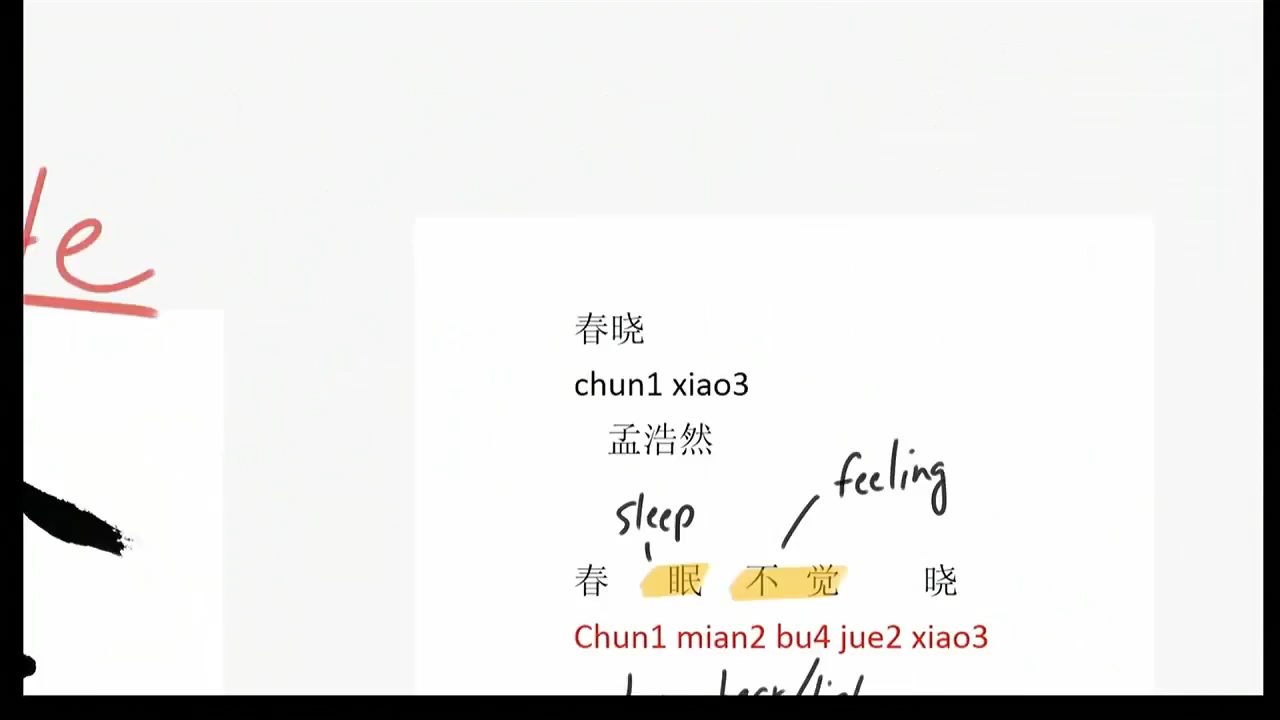 春晓
chun1 xiao3
孟浩然
feeling
sleep
春 眠 不 觉 晓
Chun1 mian2 bu4 jue2 xiao3